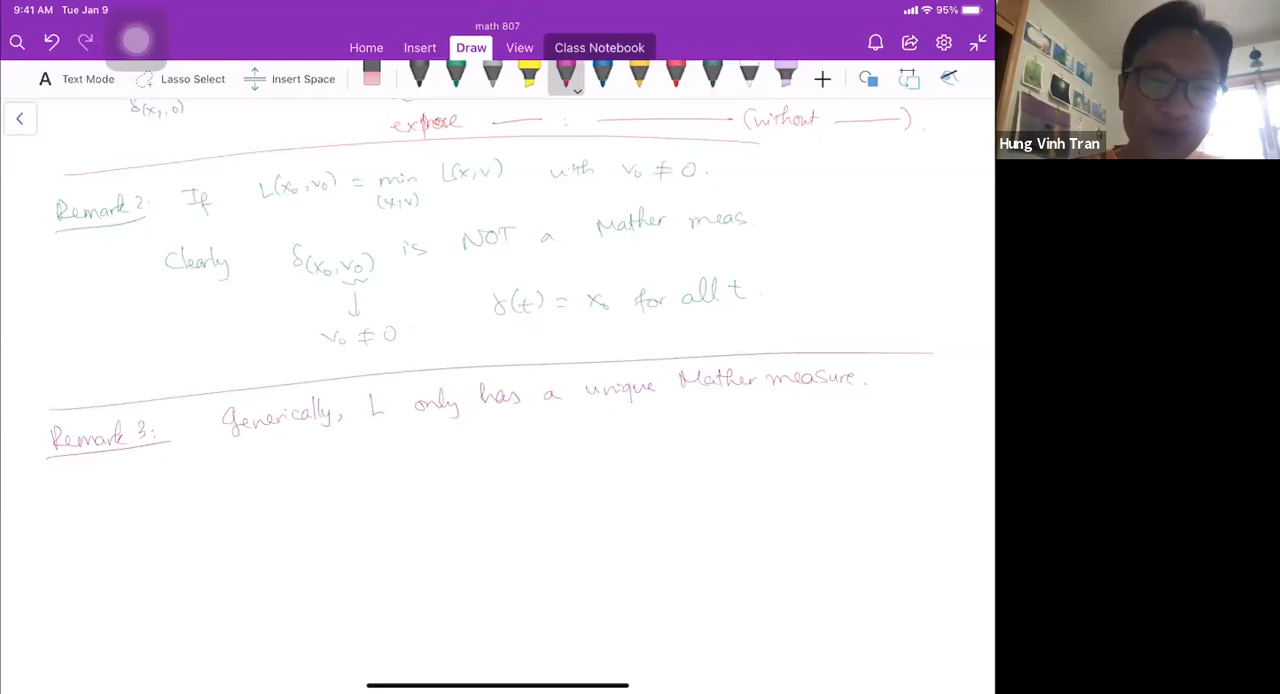 9:41 AM Tue Jan 9
95%
math 807
Home Insert Draw View Class Notebook
A Text Mode Lasso Select Insert Space
δ(x₁,0)
expose ——— : ——————— (without ———).
Remark 2: If L(x₀,v₀) = min L(x,v) with v₀ ≠ 0.
(x,v)
Clearly δ(x₀,v₀) is NOT a Mather meas.
↓ γ(t) = x₀ for all t.
v₀ ≠ 0.
Remark 3: Generically, L only has a unique Mather measure.
Hung Vinh Tran